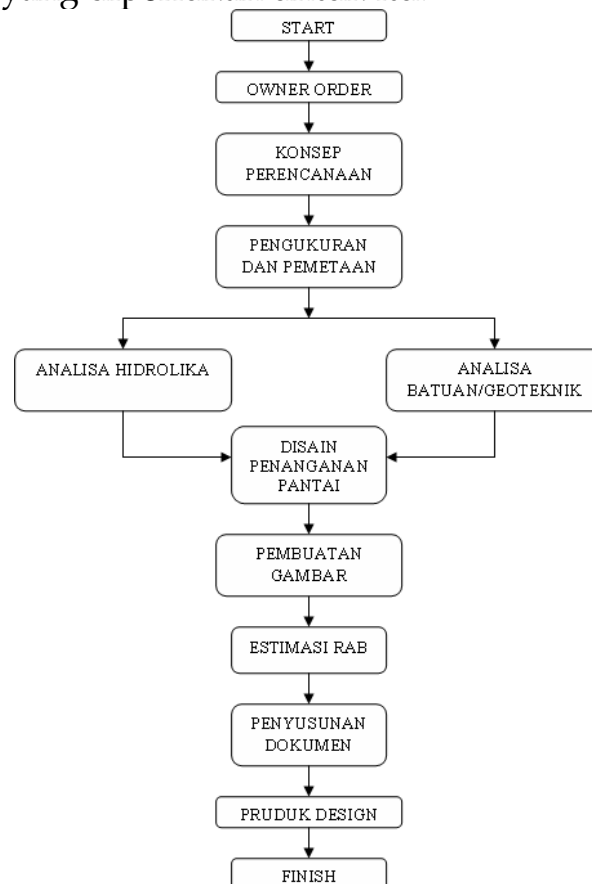 START
OWNER ORDER
KONSEP
PERENCANAAN
PENGUKURAN
DAN PEMETAAN
ANALISA HIDROLIKA
ANALISA
BATUAN/GEOTEKNIK
DISAIN
PENANGANAN
PANTAI
PEMBUATAN
GAMBAR
ESTIMASI RAB
PENYUSUNAN
DOKUMEN
PRUDUK DESIGN
FINISH